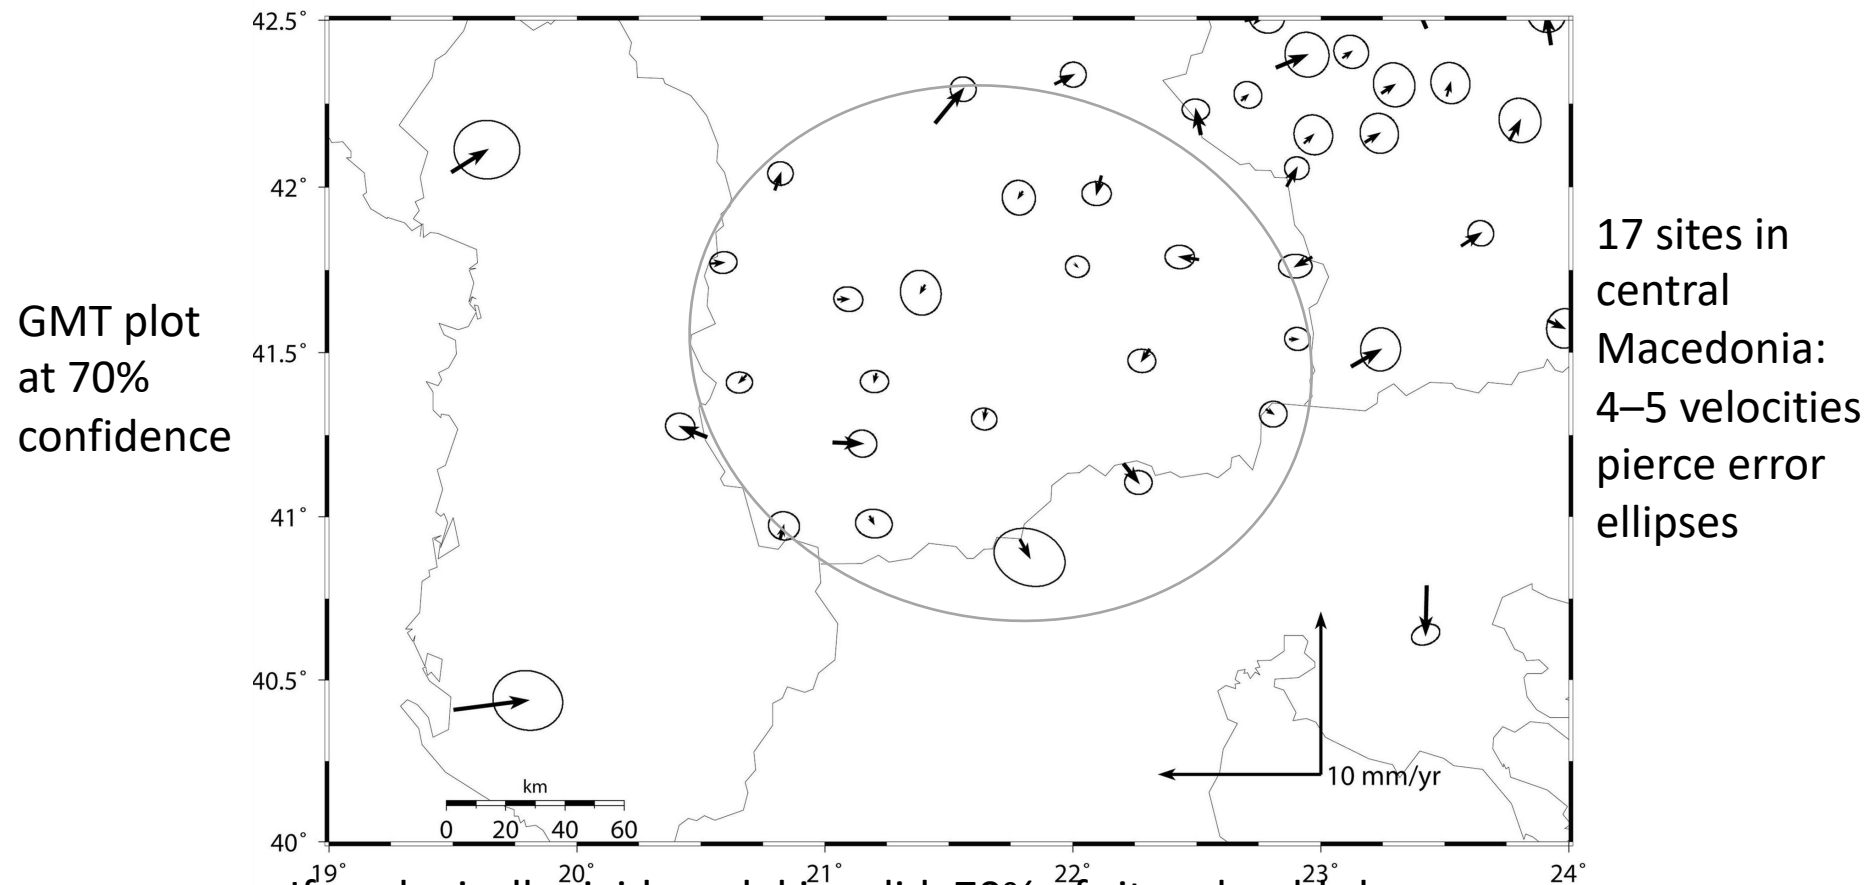 42.5°
42°
41.5°
41°
40.5°
40°
GMT plot
at 70%
confidence
17 sites in
central
Macedonia:
4–5 velocities
pierce error
ellipses
10 mm/yr
km
0 20 40 60
19° 20° 21° 22° 23° 24°